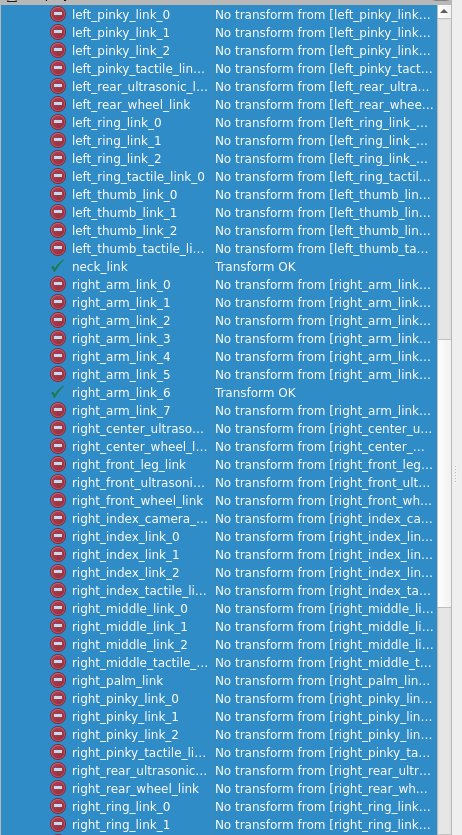 left_pinky_link_0 No transform from [left_pinky_link...
left_pinky_link_1 No transform from [left_pinky_link...
left_pinky_link_2 No transform from [left_pinky_link...
left_pinky_tactile_lin... No transform from [left_pinky_tact...
left_rear_ultrasonic_l... No transform from [left_rear_ultra...
left_rear_wheel_link No transform from [left_rear_whee...
left_ring_link_0 No transform from [left_ring_link_...
left_ring_link_1 No transform from [left_ring_link_...
left_ring_link_2 No transform from [left_ring_link_...
left_ring_tactile_link_0 No transform from [left_ring_tactil...
left_thumb_link_0 No transform from [left_thumb_lin...
left_thumb_link_1 No transform from [left_thumb_lin...
left_thumb_link_2 No transform from [left_thumb_lin...
left_thumb_tactile_li... No transform from [left_thumb_ta...
neck_link Transform OK
right_arm_link_0 No transform from [right_arm_link...
right_arm_link_1 No transform from [right_arm_link...
right_arm_link_2 No transform from [right_arm_link...
right_arm_link_3 No transform from [right_arm_link...
right_arm_link_4 No transform from [right_arm_link...
right_arm_link_5 No transform from [right_arm_link...
right_arm_link_6 Transform OK
right_arm_link_7 No transform from [right_arm_link...
right_center_ultraso... No transform from [right_center_u...
right_center_wheel_l... No transform from [right_center_...
right_front_leg_link No transform from [right_front_leg...
right_front_ultrasoni... No transform from [right_front_ult...
right_front_wheel_link No transform from [right_front_wh...
right_index_camera_... No transform from [right_index_ca...
right_index_link_0 No transform from [right_index_lin...
right_index_link_1 No transform from [right_index_lin...
right_index_link_2 No transform from [right_index_lin...
right_index_tactile_li... No transform from [right_index_ta...
right_middle_link_0 No transform from [right_middle_li...
right_middle_link_1 No transform from [right_middle_li...
right_middle_link_2 No transform from [right_middle_li...
right_middle_tactile_... No transform from [right_middle_t...
right_palm_link No transform from [right_palm_lin...
right_pinky_link_0 No transform from [right_pinky_lin...
right_pinky_link_1 No transform from [right_pinky_lin...
right_pinky_link_2 No transform from [right_pinky_lin...
right_pinky_tactile_li... No transform from [right_pinky_ta...
right_rear_ultrasonic... No transform from [right_rear_ultr...
right_rear_wheel_link No transform from [right_rear_wh...
right_ring_link_0 No transform from [right_ring_link...
right_ring_link_1 No transform from [right_ring_link...